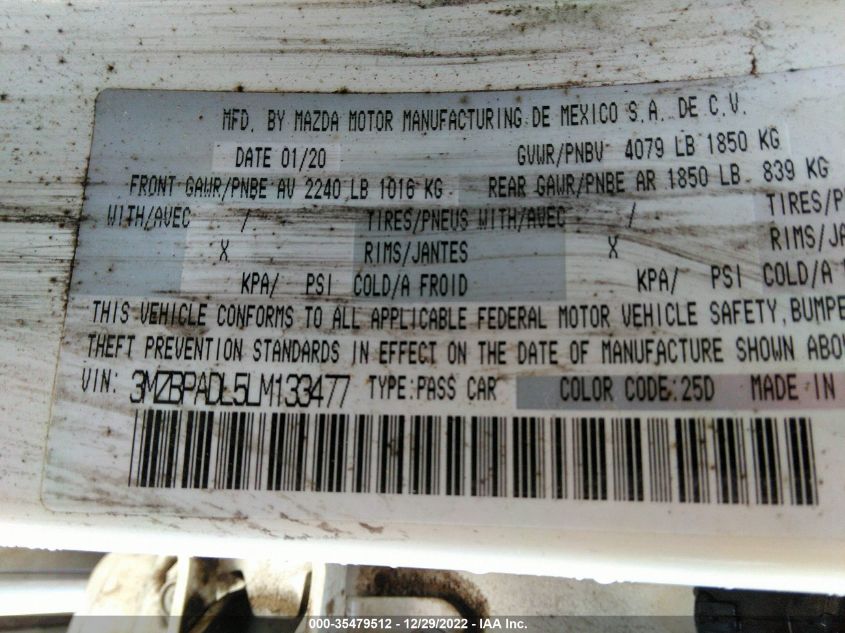 MFD. BY MAZDA MOTOR MANUFACTURING DE MEXICO S.A. DE C.V.
DATE 01/20 GVWR/PNBV 4079 LB 1850 KG
FRONT GAWR/PNBE AV 2240 LB 1016 KG REAR GAWR/PNBE AR 1850 LB 839 KG
WITH/AVEC / TIRES/PNEUS WITH/AVEC / TIRES/P
X RIMS/JANTES X RIMS/JA
KPA/ PSI COLD/A FROID KPA/ PSI COLD/A
THIS VEHICLE CONFORMS TO ALL APPLICABLE FEDERAL MOTOR VEHICLE SAFETY, BUMPE
THEFT PREVENTION STANDARDS IN EFFECT ON THE DATE OF MANUFACTURE SHOWN ABO
VIN: 3MZBPADL5LM133477 TYPE:PASS CAR COLOR CODE:25D MADE IN
000-35479512 - 12/29/2022 - IAA Inc.